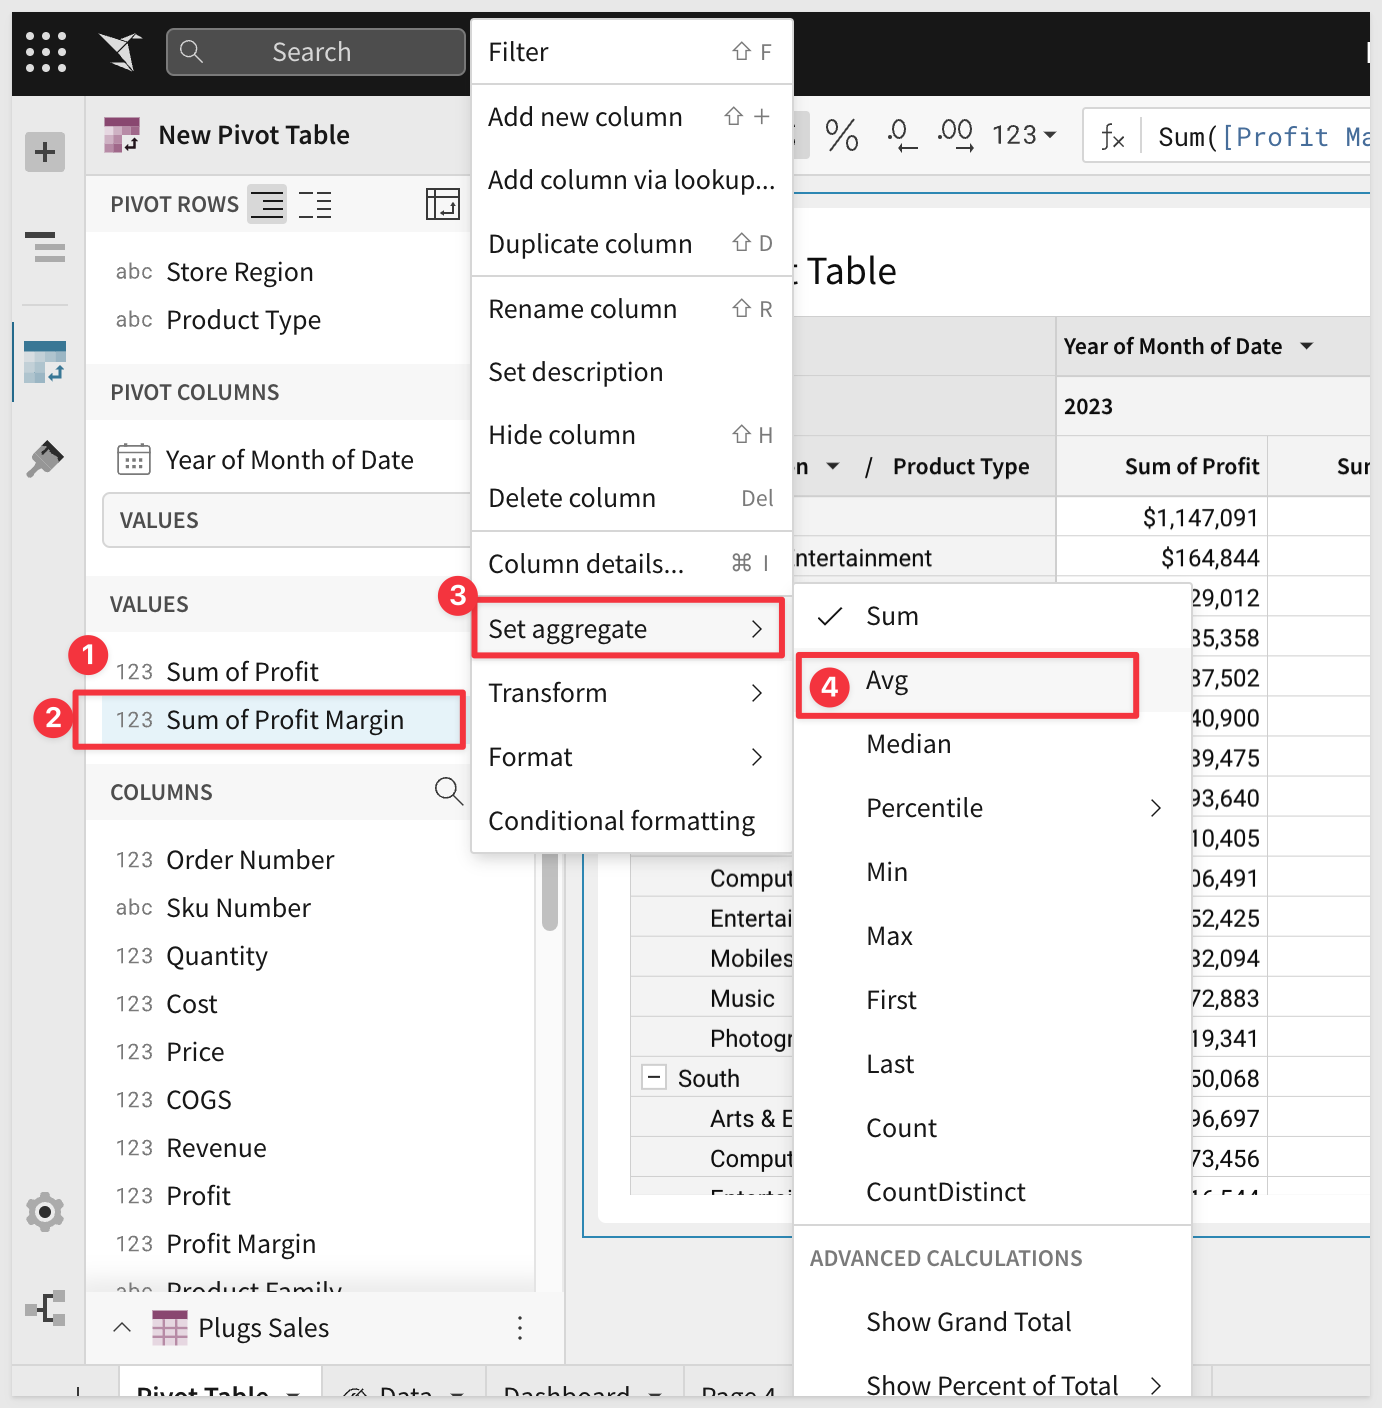 Search
New Pivot Table
PIVOT ROWS
abc Store Region
abc Product Type
PIVOT COLUMNS
Year of Month of Date
VALUES
VALUES
1
123 Sum of Profit
2
123 Sum of Profit Margin
COLUMNS
123 Order Number
abc Sku Number
123 Quantity
123 Cost
123 Price
123 COGS
123 Revenue
123 Profit
123 Profit Margin
abc Product Family
Plugs Sales
Filter ⇧ F
Add new column ⇧ +
Add column via lookup...
Duplicate column ⇧ D
Rename column ⇧ R
Set description
Hide column ⇧ H
Delete column Del
Column details... ⌘ I
3
Set aggregate
Transform
Format
Conditional formatting
% .0 .00 123
fx Sum([Profit Ma
Table
Year of Month of Date
2023
n / Product Type
Sum of Profit
Sur
$1,147,091
ntertainment $164,844
29,012
35,358
37,502
40,900
39,475
93,640
10,405
Comput 06,491
Entertai 52,425
Mobiles 32,094
Music 72,883
Photogr 19,341
South 50,068
Arts & E 96,697
Comput 73,456
Sum
4
Avg
Median
Percentile
Min
Max
First
Last
Count
CountDistinct
ADVANCED CALCULATIONS
Show Grand Total
Show Percent of Total
Pivot Table
Data
Dashboard
Page 4